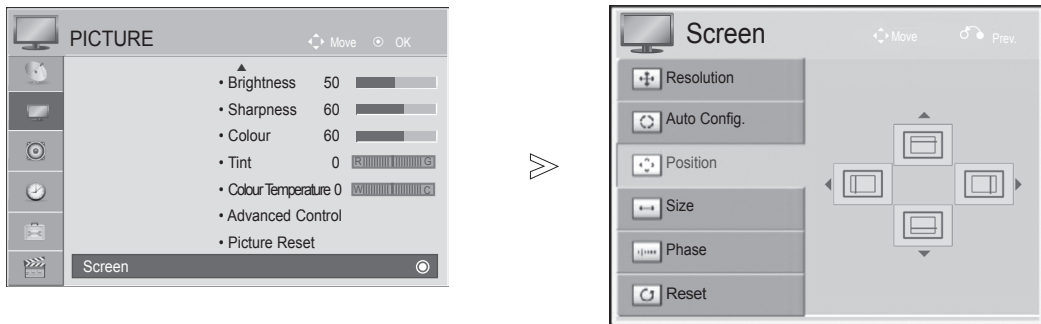 PICTURE
Move OK
• Brightness 50
• Sharpness 60
• Colour 60
• Tint 0 R G
• Colour Temperature 0 W C
• Advanced Control
• Picture Reset
Screen
Screen
Move Prev.
Resolution
Auto Config.
Position
Size
Phase
Reset